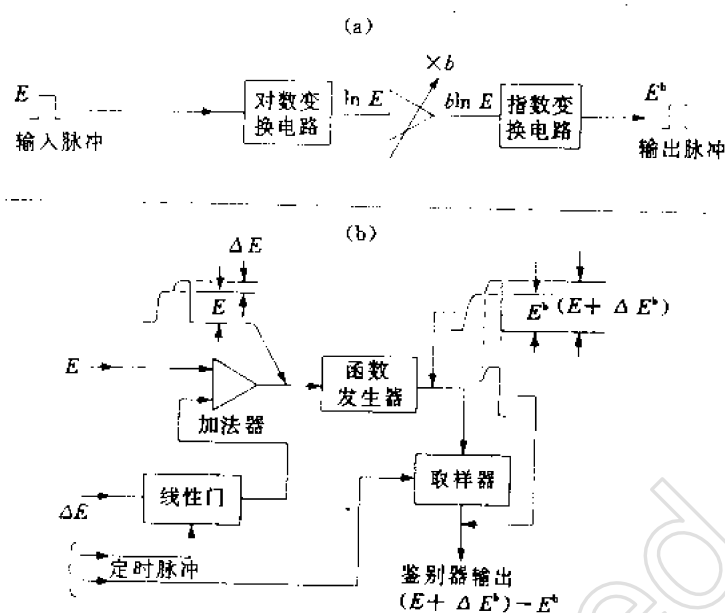 (a)
×b
E
对数变
换电路
ln E
bln E
指数变
换电路
E^b
输入脉冲
输出脉冲
(b)
ΔE
E
E^b
(E+ ΔE^b)
E
函数
发生器
加法器
ΔE
线性门
取样器
定时脉冲
鉴别器输出
(E+ ΔE^b)-E^b